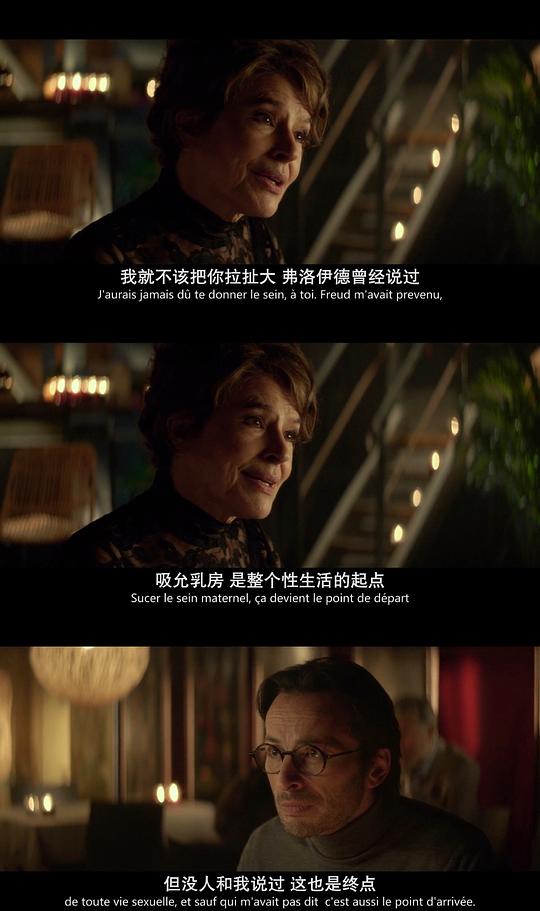 我就不该把你拉扯大 弗洛伊德曾经说过
J'aurais jamais dû te donner le sein, à toi. Freud m'avait prevenu,
吸允乳房 是整个性生活的起点
Sucer le sein maternel, ça devient le point de départ
但没人和我说过 这也是终点
de toute vie sexuelle, et sauf qui m'avait pas dit c'est aussi le point d'arrivée.